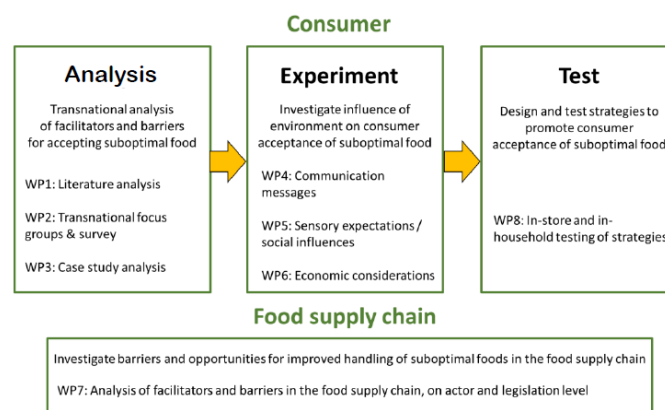 Consumer
Analysis
Transnational analysis
of facilitators and barriers
for accepting suboptimal food
WP1: Literature analysis
WP2: Transnational focus
groups & survey
WP3: Case study analysis
Experiment
Investigate influence of
environment on consumer
acceptance of suboptimal food
WP4: Communication
messages
WP5: Sensory expectations /
social influences
WP6: Economic considerations
Test
Design and test strategies to
promote consumer
acceptance of suboptimal food
WP8: In-store and in-
household testing of strategies
Food supply chain
Investigate barriers and opportunities for improved handling of suboptimal foods in the food supply chain
WP7: Analysis of facilitators and barriers in the food supply chain, on actor and legislation level